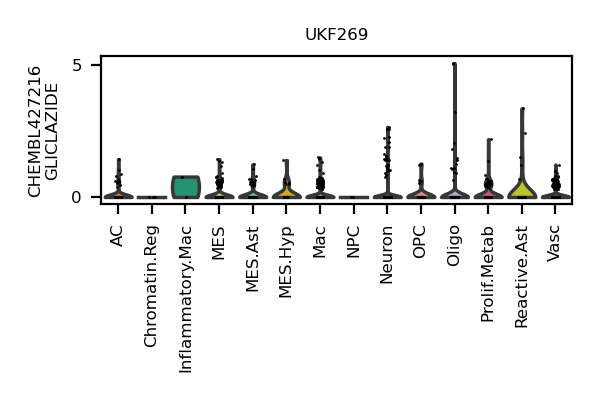 UKF269
CHEMBL427216
GLICLAZIDE
5
0
AC
Chromatin.Reg
Inflammatory.Mac
MES
MES.Ast
MES.Hyp
Mac
NPC
Neuron
OPC
Oligo
Prolif.Metab
Reactive.Ast
Vasc